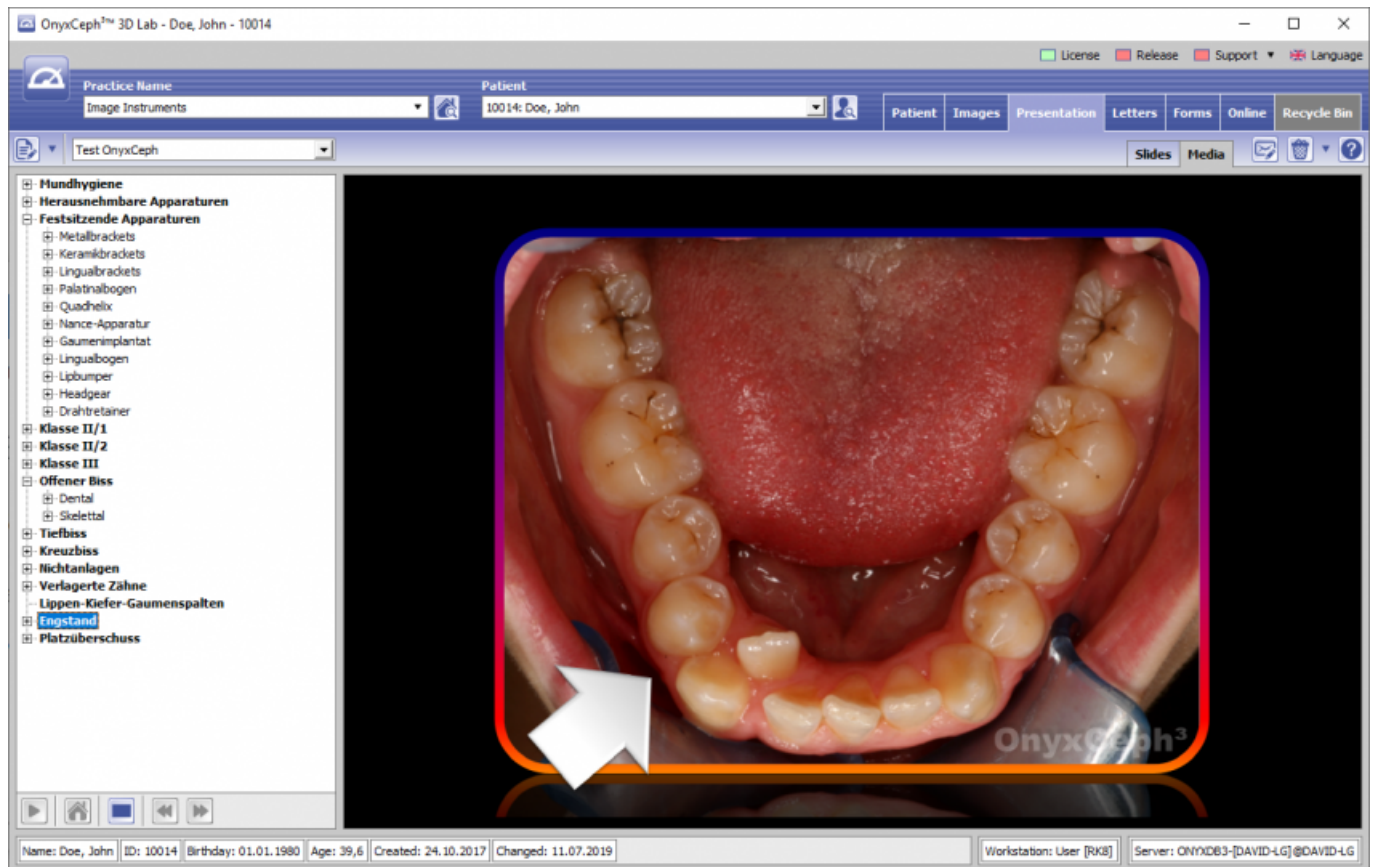 OnyxCeph³™ 3D Lab - Doe, John - 10014
License Release Support Language
Practice Name Patient
Image Instruments 10014: Doe, John
Patient Images Presentation Letters Forms Online Recycle Bin
Test OnyxCeph
Slides Media
Mundhygiene
Herausnehmbare Apparaturen
Festsitzende Apparaturen
Metallbrackets
Keramikbrackets
Lingualbrackets
Palatinalbogen
Quadhelix
Nance-Apparatur
Gaumenimplantat
Lingualbogen
Lipbumper
Headgear
Drahtretainer
Klasse II/1
Klasse II/2
Klasse III
Offener Biss
Dental
Skelettal
Tiefbiss
Kreuzbiss
Nichtanlagen
Verlagerte Zähne
Lippen-Kiefer-Gaumenspalten
Engstand
Platzüberschuss
OnyxCeph³
Name: Doe, John ID: 10014 Birthday: 01.01.1980 Age: 39,6 Created: 24.10.2017 Changed: 11.07.2019 Workstation: User [RK8] Server: ONYXDB3-[DAVID-LG]@DAVID-LG